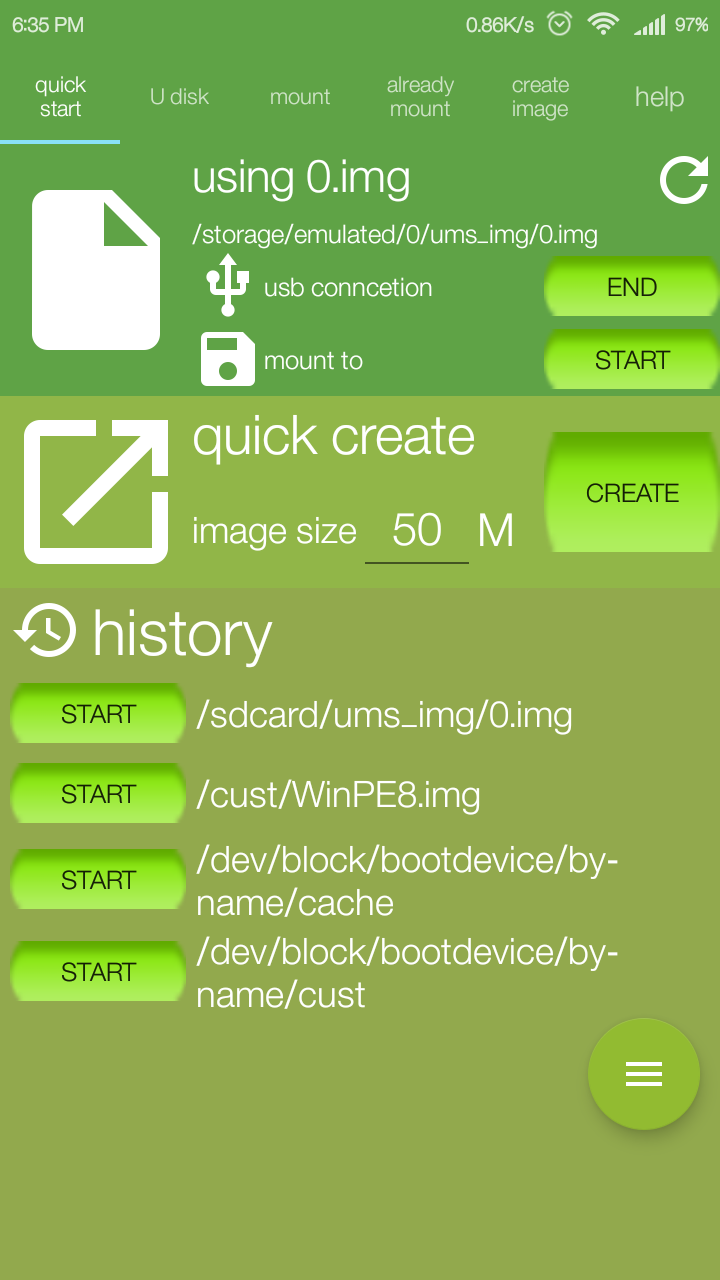 6:35 PM 0.86K/s 97%
quick
start
U disk
mount
already
mount
create
image
help
using 0.img
/storage/emulated/0/ums_img/0.img
usb conncetion
END
mount to
START
quick create
image size 50 M
CREATE
history
START /sdcard/ums_img/0.img
START /cust/WinPE8.img
START /dev/block/bootdevice/by-
name/cache
START /dev/block/bootdevice/by-
name/cust